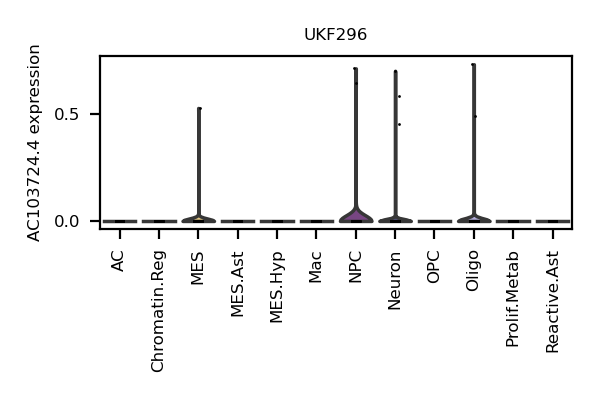 UKF296
AC103724.4 expression
0.5
0.0
AC
Chromatin.Reg
MES
MES.Ast
MES.Hyp
Mac
NPC
Neuron
OPC
Oligo
Prolif.Metab
Reactive.Ast